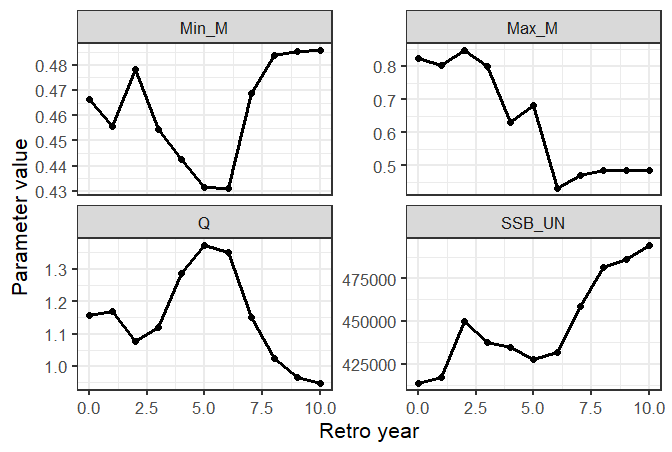 Min_M
Max_M
0.48
0.47
0.46
0.45
0.44
0.43
0.8
0.7
0.6
0.5
Parameter value
Q
SSB_UN
1.3
1.2
1.1
1.0
475000
450000
425000
0.0 2.5 5.0 7.5 10.0
0.0 2.5 5.0 7.5 10.0
Retro year